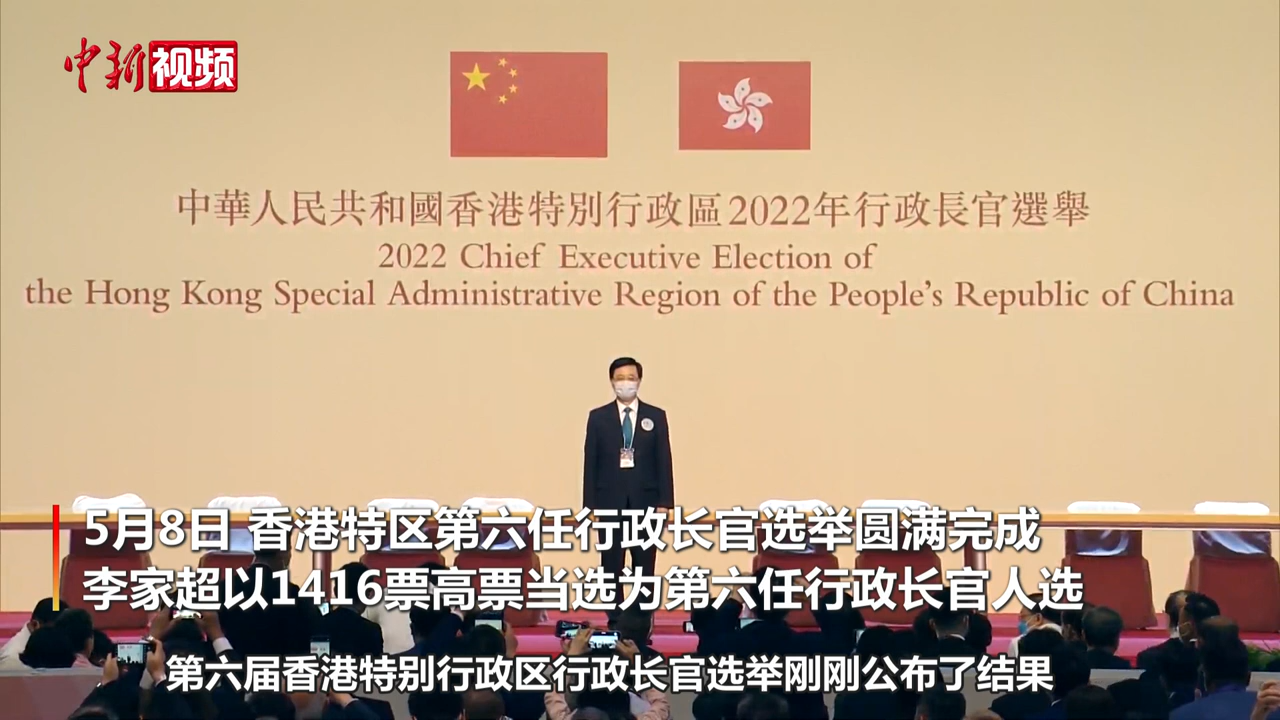 中新视频
中華人民共和國香港特別行政區2022年行政長官選舉
2022 Chief Executive Election of
the Hong Kong Special Administrative Region of the People's Republic of China
5月8日 香港特区第六任行政长官选举圆满完成
李家超以1416票高票当选为第六任行政长官人选
第六届香港特别行政区行政长官选举刚刚公布了结果